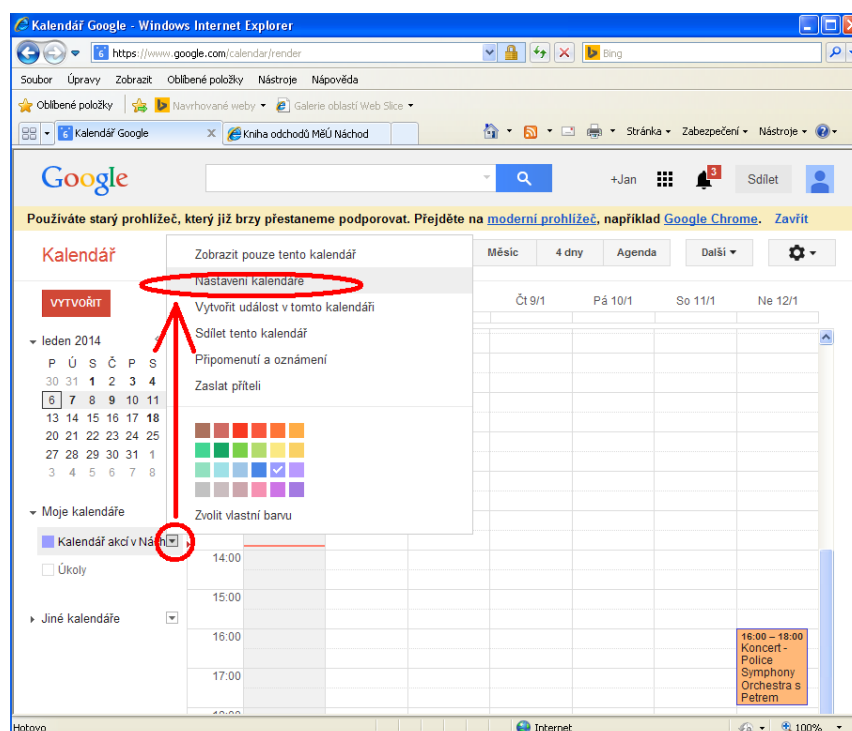 Kalendář Google - Windows Internet Explorer
https://www.google.com/calendar/render
Bing
Soubor Úpravy Zobrazit Oblíbené položky Nástroje Nápověda
Oblíbené položky Navrhované weby Galerie oblastí Web Slice
Kalendář Google X Kniha odchodů MěÚ Náchod Stránka Zabezpečení Nástroje
Google +Jan 3 Sdílet
Používáte starý prohlížeč, který již brzy přestaneme podporovat. Přejděte na moderní prohlížeč, například Google Chrome. Zavřít
Kalendář
Měsíc 4 dny Agenda Další
VYTVOŘIT
Čt 9/1 Pá 10/1 So 11/1 Ne 12/1
Zobrazit pouze tento kalendář
Nastavení kalendáře
Vytvořit událost v tomto kalendáři
Sdílet tento kalendář
Připomenutí a oznámení
Zaslat příteli
Zvolit vlastní barvu
leden 2014
P Ú S Č P S
30 31 1 2 3 4
6 7 8 9 10 11
13 14 15 16 17 18
20 21 22 23 24 25
27 28 29 30 31 1
3 4 5 6 7 8
Moje kalendáře
Kalendář akcí v
Úkoly
Jiné kalendáře
14:00
15:00
16:00
17:00
16:00 – 18:00
Koncert -
Police
Symphony
Orchestra s
Petrem
Hotovo Internet 100%